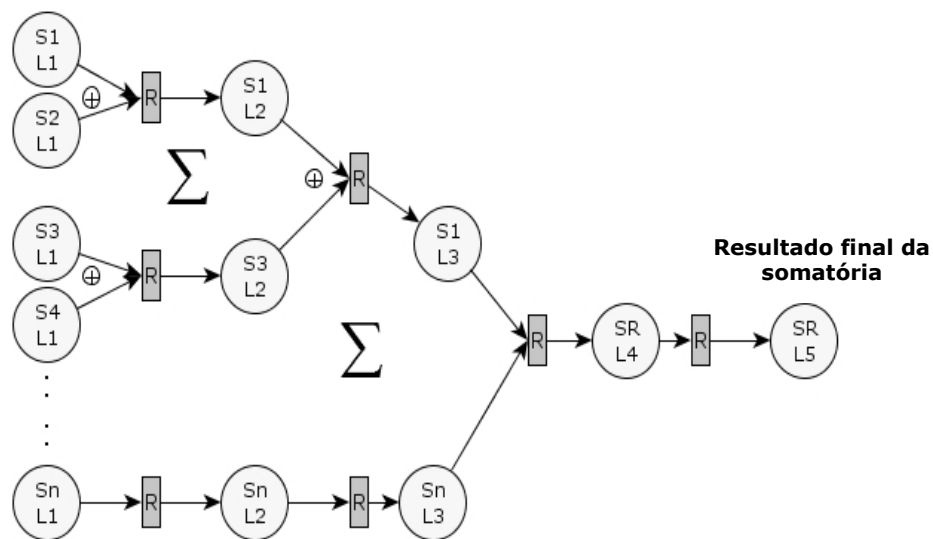 S1
L1
S2
L1
R
S1
L2
∑
R
S3
L1
S4
L1
R
S3
L2
S1
L3
Resultado final da
somatória
∑
R
SR
L4
R
SR
L5
Sn
L1
R
Sn
L2
R
Sn
L3